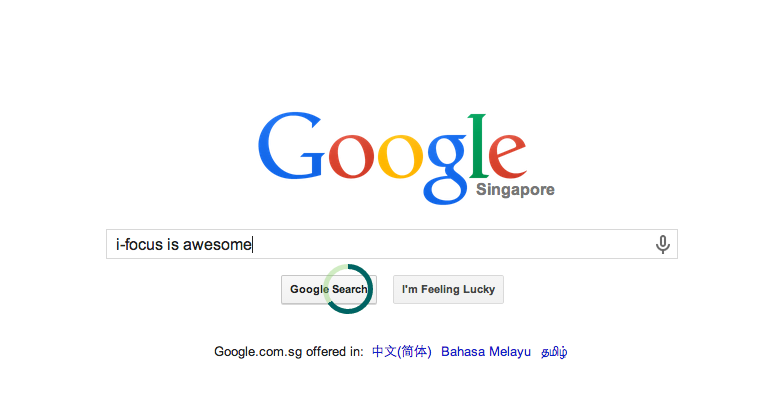 Google
Singapore
i-focus is awesome
Google Search I'm Feeling Lucky
Google.com.sg offered in: 中文(简体) Bahasa Melayu தமிழ்